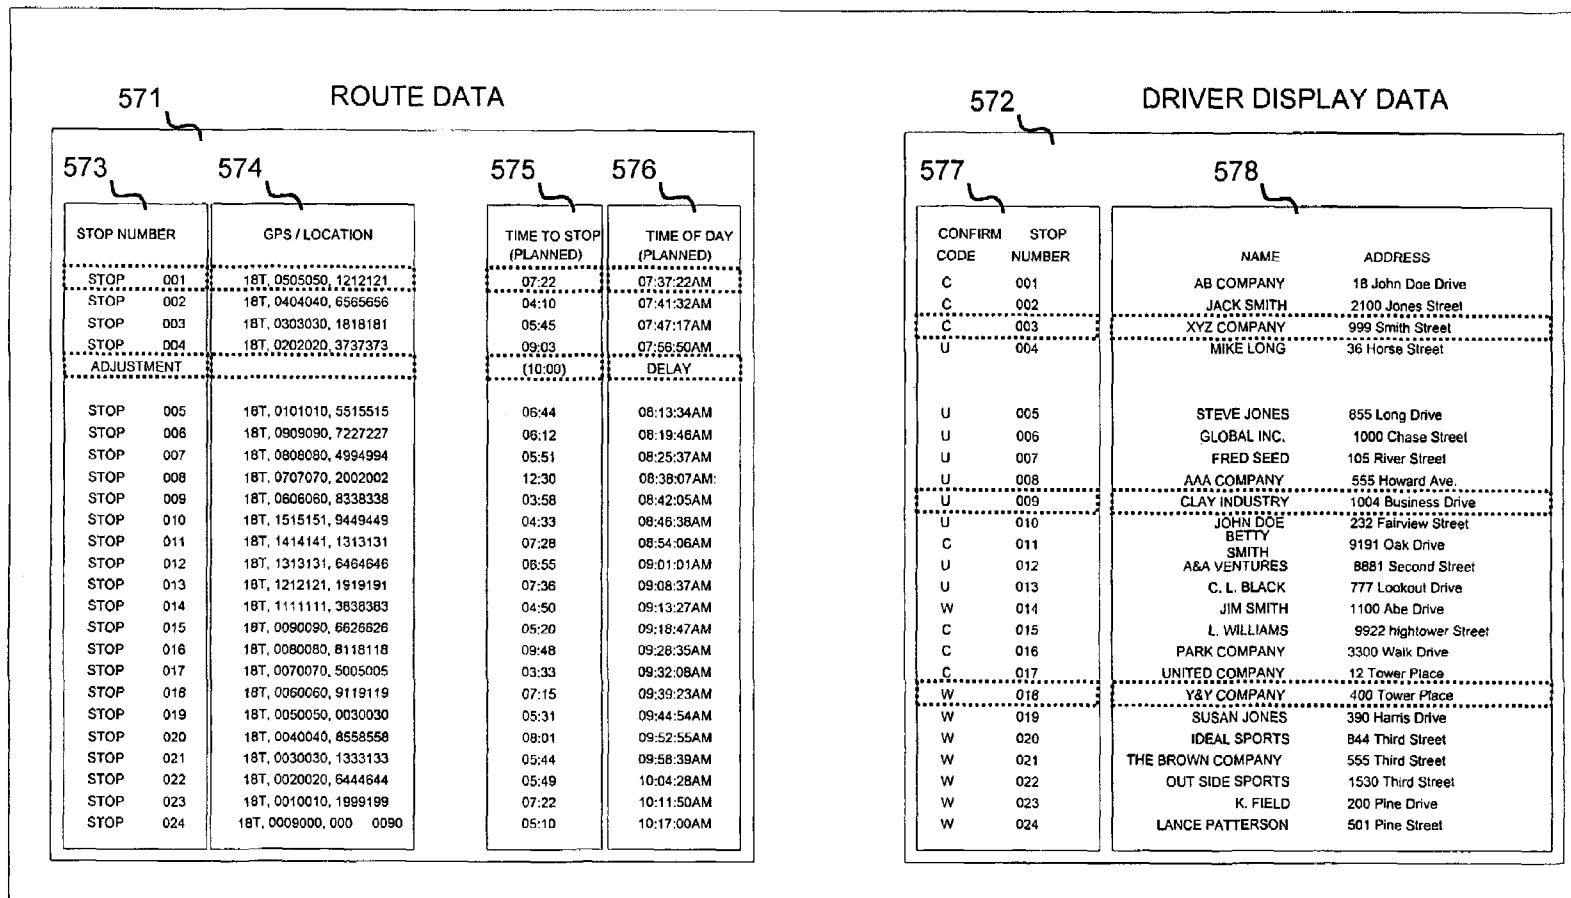 571 ROUTE DATA
573 574 575 576
STOP NUMBER GPS / LOCATION TIME TO STOP (PLANNED) TIME OF DAY (PLANNED)
STOP 001 18T, 0505050, 1212121 07:22 07:37:22AM
STOP 002 18T, 0404040, 6565656 04:10 07:41:32AM
STOP 003 18T, 0303030, 1818181 05:45 07:47:17AM
STOP 004 18T, 0202020, 3737373 09:03 07:56:50AM
ADJUSTMENT (10:00) DELAY
STOP 005 18T, 0101010, 5515515 06:44 08:13:34AM
STOP 006 18T, 0909090, 7227227 06:12 08:19:46AM
STOP 007 18T, 0808080, 4994994 05:51 08:25:37AM
STOP 008 18T, 0707070, 2002002 12:30 08:38:07AM:
STOP 009 18T, 0606060, 8338338 03:58 08:42:05AM
STOP 010 18T, 1515151, 9449449 04:33 08:46:38AM
STOP 011 18T, 1414141, 1313131 07:28 08:54:06AM
STOP 012 18T, 1313131, 6464646 06:55 09:01:01AM
STOP 013 18T, 1212121, 1919191 07:36 09:08:37AM
STOP 014 18T, 1111111, 3838383 04:50 09:13:27AM
STOP 015 18T, 0090090, 6626626 05:20 09:18:47AM
STOP 016 18T, 0080080, 8118118 09:48 09:28:35AM
STOP 017 18T, 0070070, 5005005 03:33 09:32:08AM
STOP 018 18T, 0060060, 9119119 07:15 09:39:23AM
STOP 019 18T, 0050050, 0030030 05:31 09:44:54AM
STOP 020 18T, 0040040, 8558558 08:01 09:52:55AM
STOP 021 18T, 0030030, 1333133 05:44 09:58:39AM
STOP 022 18T, 0020020, 6444644 05:49 10:04:28AM
STOP 023 18T, 0010010, 1999199 07:22 10:11:50AM
STOP 024 18T, 0009000, 000 0090 05:10 10:17:00AM
572 DRIVER DISPLAY DATA
577 578
CONFIRM CODE STOP NUMBER NAME ADDRESS
C 001 AB COMPANY 18 John Doe Drive
C 002 JACK SMITH 2100 Jones Street
C 003 XYZ COMPANY 999 Smith Street
U 004 MIKE LONG 36 Horse Street
U 005 STEVE JONES 855 Long Drive
U 006 GLOBAL INC. 1000 Chase Street
U 007 FRED SEED 105 River Street
U 008 AAA COMPANY 555 Howard Ave.
U 009 CLAY INDUSTRY 1004 Business Drive
U 010 JOHN DOE 232 Fairview Street
C 011 BETTY SMITH 9191 Oak Drive
U 012 A&A VENTURES 8881 Second Street
U 013 C. L. BLACK 777 Lookout Drive
W 014 JIM SMITH 1100 Abe Drive
C 015 L. WILLIAMS 9922 hightower Street
C 016 PARK COMPANY 3300 Walk Drive
C 017 UNITED COMPANY 12 Tower Place
W 018 Y&Y COMPANY 400 Tower Place
W 019 SUSAN JONES 390 Harris Drive
W 020 IDEAL SPORTS 844 Third Street
W 021 THE BROWN COMPANY 555 Third Street
W 022 OUT SIDE SPORTS 1530 Third Street
W 023 K. FIELD 200 Pine Drive
W 024 LANCE PATTERSON 501 Pine Street